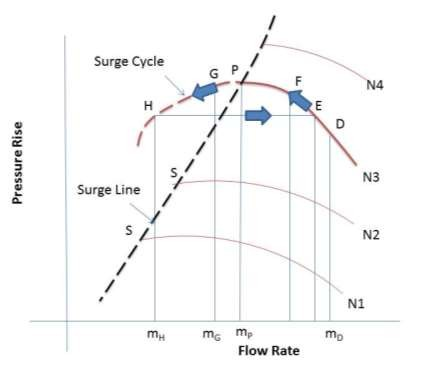 N4
Surge Cycle
G P
F
H
E
D
Pressure Rise
N3
S
Surge Line
N2
S
N1
mH mG mP mD
Flow Rate